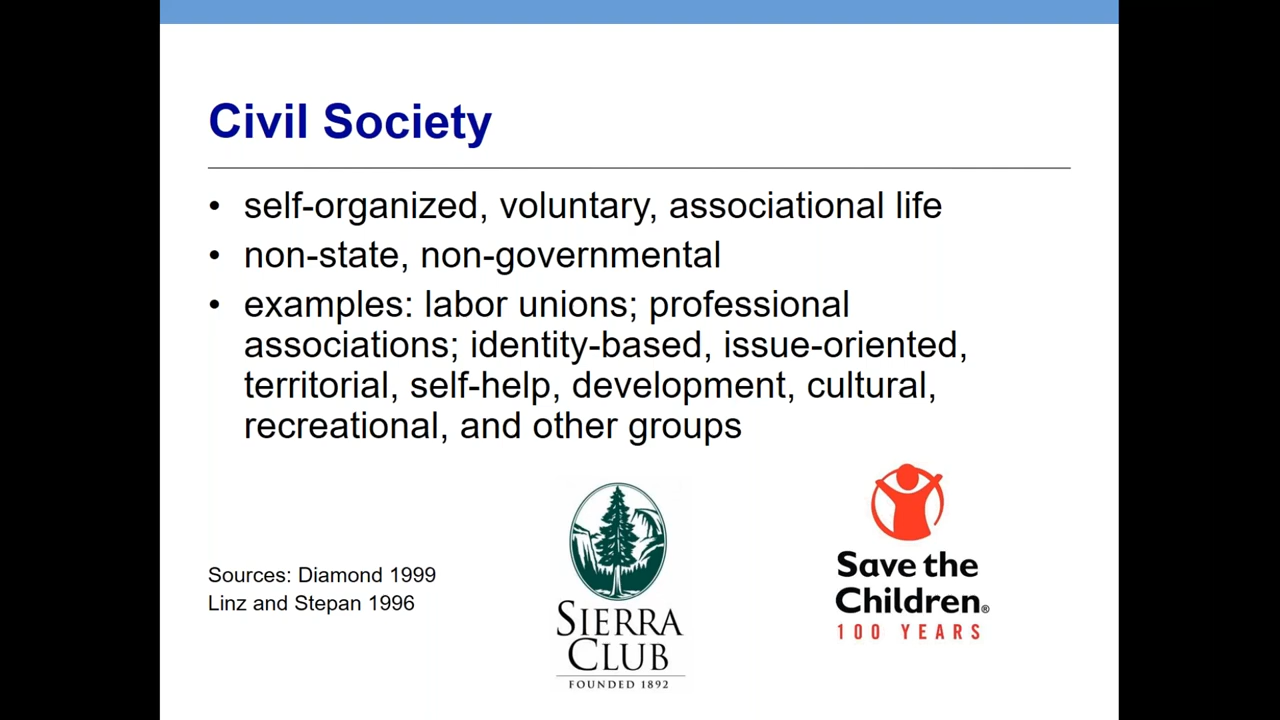 Civil Society
• self-organized, voluntary, associational life
• non-state, non-governmental
• examples: labor unions; professional
associations; identity-based, issue-oriented,
territorial, self-help, development, cultural,
recreational, and other groups
Sources: Diamond 1999
Linz and Stepan 1996
SIERRA
CLUB
FOUNDED 1892
Save the
Children®
100 YEARS